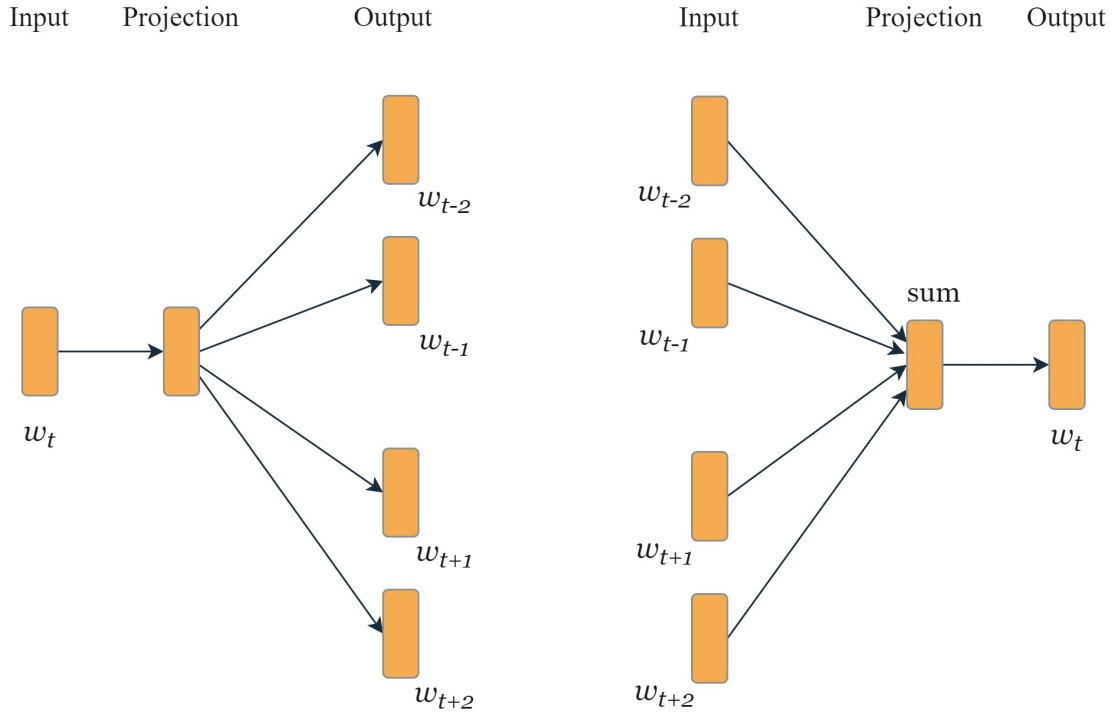 Input Projection Output
w_{t-2}
w_{t-1}
w_t
w_{t+1}
w_{t+2}
Input Projection Output
w_{t-2}
w_{t-1}
sum
w_t
w_{t+1}
w_{t+2}